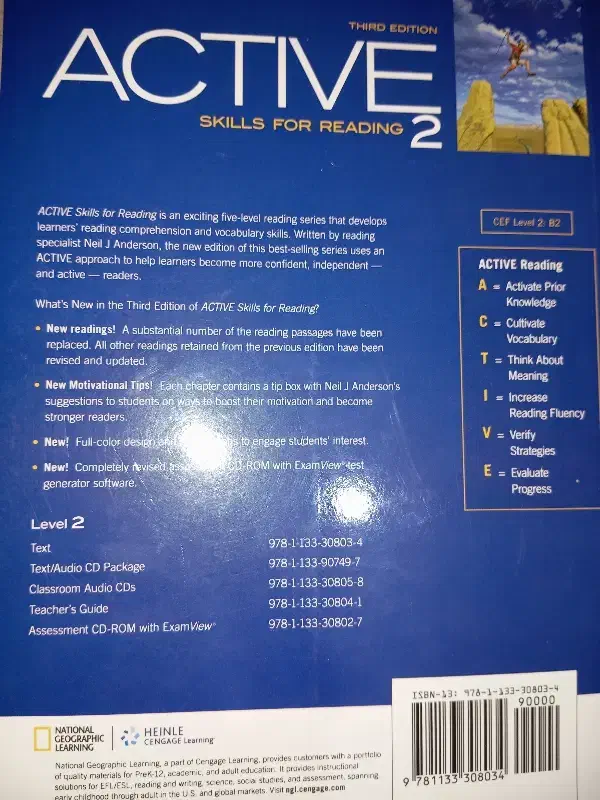 THIRD EDITION
ACTIVE
SKILLS FOR READING 2
ACTIVE Skills for Reading is an exciting five-level reading series that develops
learners' reading comprehension and vocabulary skills. Written by reading
specialist Neil J Anderson, the new edition of this best-selling series uses an
ACTIVE approach to help learners become more confident, independent —
and active — readers.
What's New in the Third Edition of ACTIVE Skills for Reading?
• New readings! A substantial number of the reading passages have been
replaced. All other readings retained from the previous edition have been
revised and updated.
• New Motivational Tips! Each chapter contains a tip box with Neil J Anderson's
suggestions to students on ways to boost their motivation and become
stronger readers.
• New! Full-color design and to engage students' interest.
• New! Completely revised CD-ROM with ExamView® test
generator software.
CEF Level 2: B2
ACTIVE Reading
A = Activate Prior
Knowledge
C = Cultivate
Vocabulary
T = Think About
Meaning
I = Increase
Reading Fluency
V = Verify
Strategies
E = Evaluate
Progress
Level 2
Text 978-1-133-30803-4
Text/Audio CD Package 978-1-133-90749-7
Classroom Audio CDs 978-1-133-30805-8
Teacher's Guide 978-1-133-30804-1
Assessment CD-ROM with ExamView® 978-1-133-30802-7
ISBN-13: 978-1-133-30803-4
90000
9 781133 308034
NATIONAL
GEOGRAPHIC
LEARNING
HEINLE
CENGAGE Learning
National Geographic Learning, a part of Cengage Learning, provides customers with a portfolio
of quality materials for PreK-12, academic, and adult education. It provides instructional
solutions for EFL/ESL, reading and writing, science, social studies, and assessment, spanning
early childhood through adult in the U.S. and global markets. Visit ngl.cengage.com